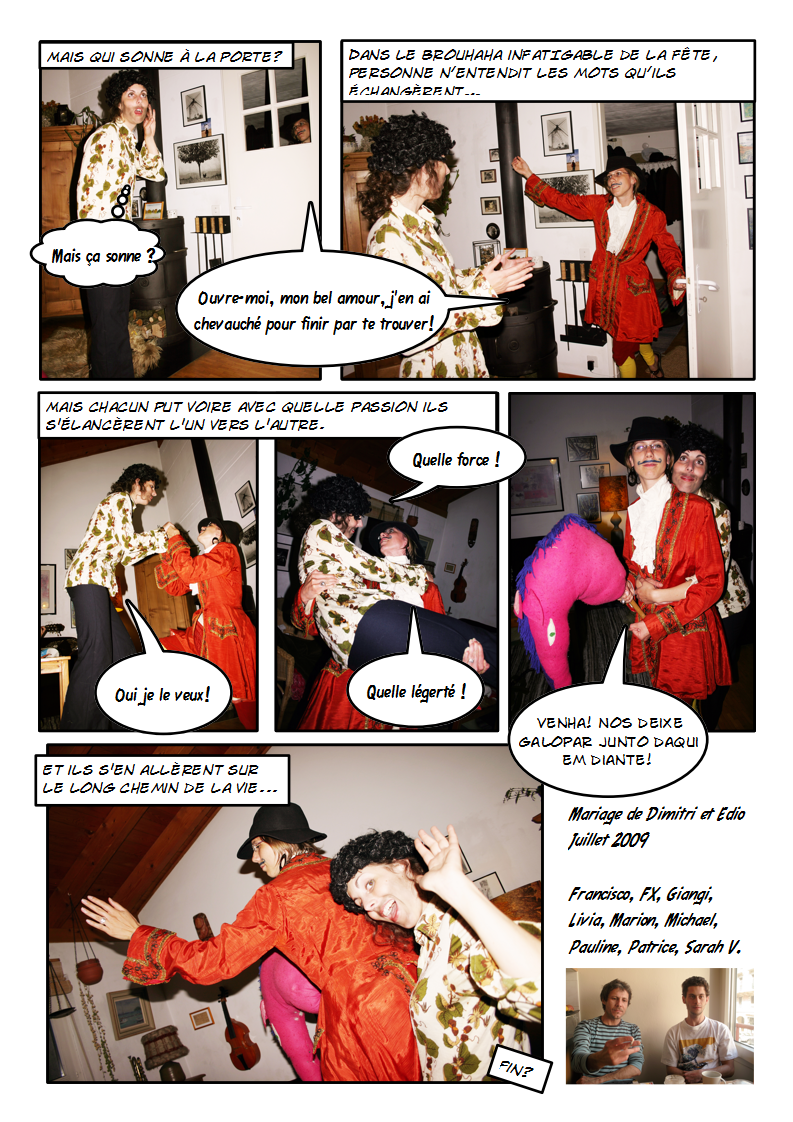 MAIS QUI SONNE À LA PORTE?
Mais ça sonne ?
Ouvre-moi, mon bel amour, j'en ai
chevauché pour finir par te trouver!
DANS LE BROUHAHA INFATIGABLE DE LA FÊTE,
PERSONNE N'ENTENDIT LES MOTS QU'ILS
ÉCHANGÈRENT...
MAIS CHACUN PUT VOIRE AVEC QUELLE PASSION ILS
S'ÉLANCÈRENT L'UN VERS L'AUTRE.
Oui je le veux!
Quelle force !
Quelle légerté !
VENHA! NOS DEIXE
GALOPAR JUNTO DAQUI
EM DIANTE!
ET ILS S'EN ALLÈRENT SUR
LE LONG CHEMIN DE LA VIE...
FIN?
Mariage de Dimitri et Edio
Juillet 2009
Francisco, FX, Giangi,
Livia, Marion, Michael,
Pauline, Patrice, Sarah V.